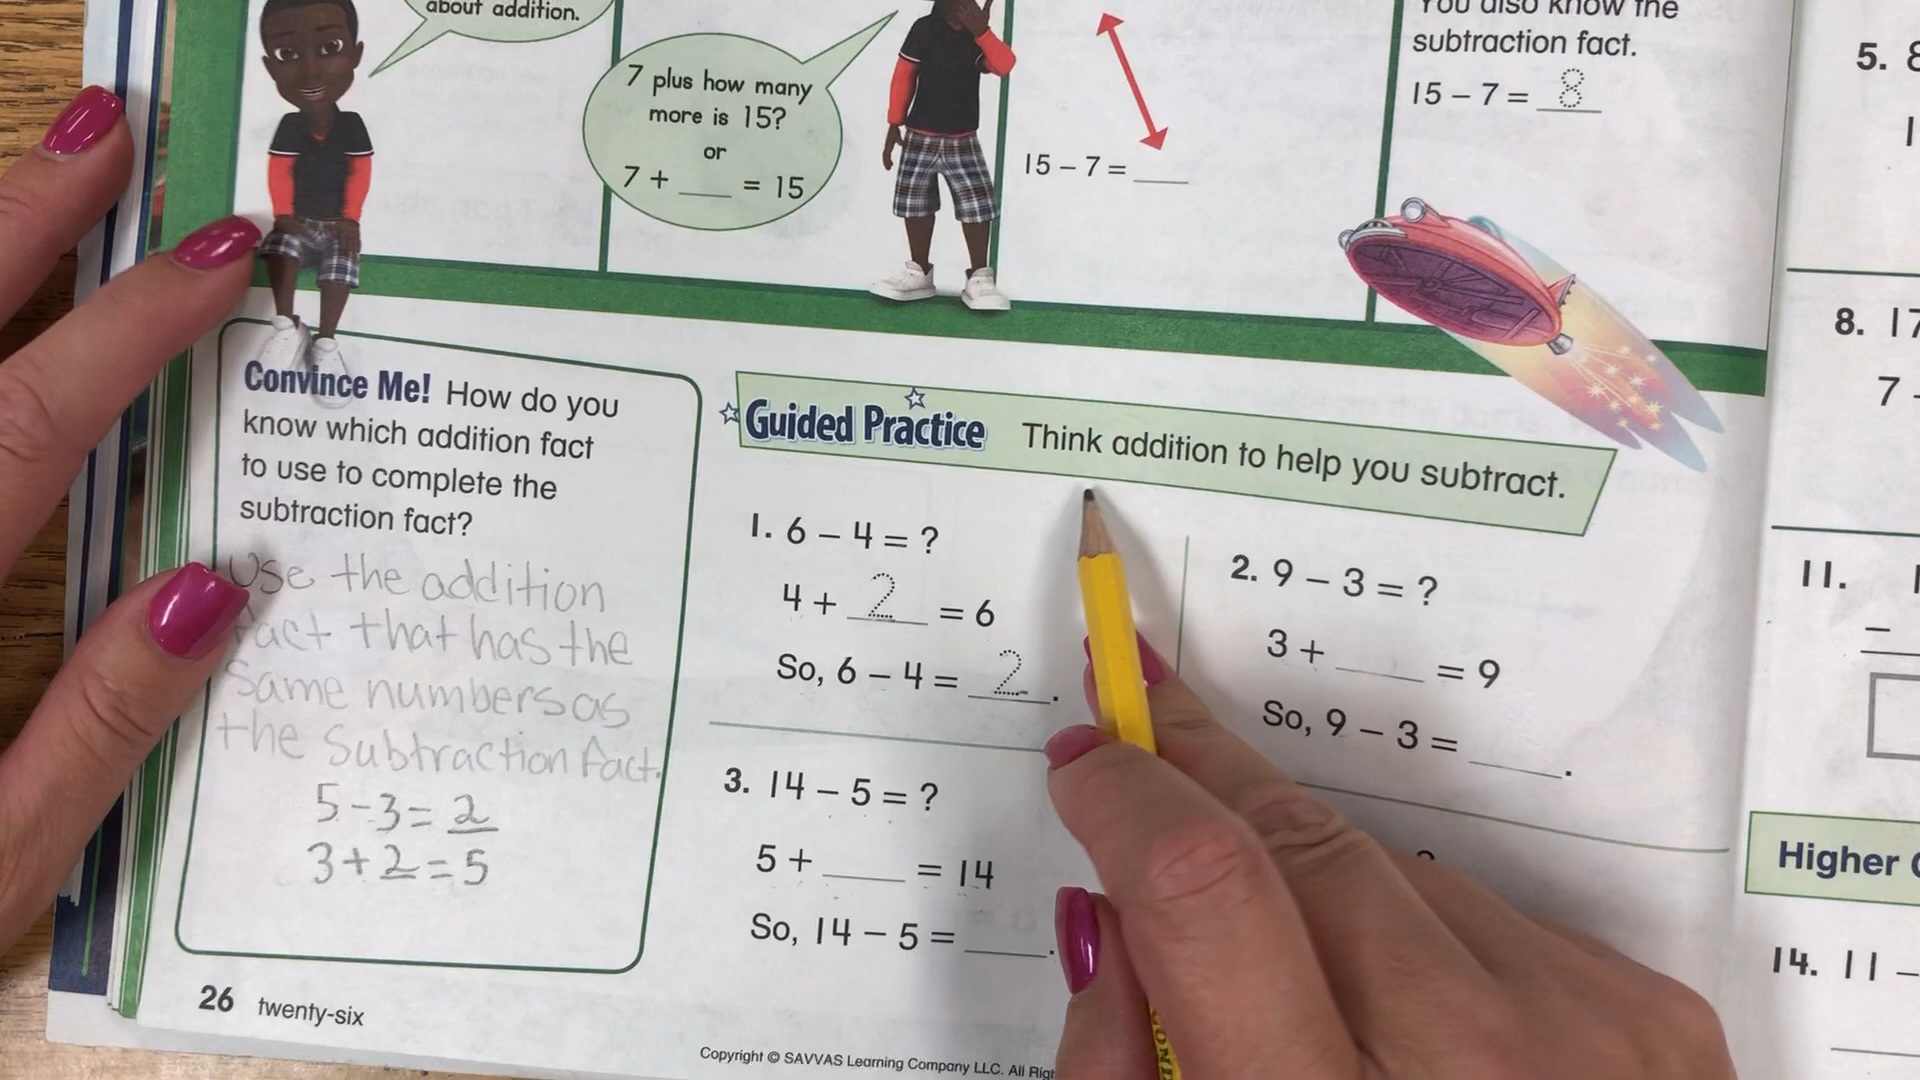 about addition.
7 plus how many
more is 15?
or
7 + ___ = 15
15 – 7 = ___
You also know the
subtraction fact.
15 – 7 = 8
Convince Me! How do you
know which addition fact
to use to complete the
subtraction fact?
Use the addition
fact that has the
same numbers as
the subtraction fact.
5 - 3 = 2
3 + 2 = 5
Guided Practice Think addition to help you subtract.
1. 6 – 4 = ?
4 + 2 = 6
So, 6 – 4 = 2.
2. 9 – 3 = ?
3 + ___ = 9
So, 9 – 3 = ___.
3. 14 – 5 = ?
5 + ___ = 14
So, 14 – 5 = ___.
26 twenty-six
Copyright © SAVVAS Learning Company LLC. All
5. 8
8. 17
7
11.
Higher
14. 11 –